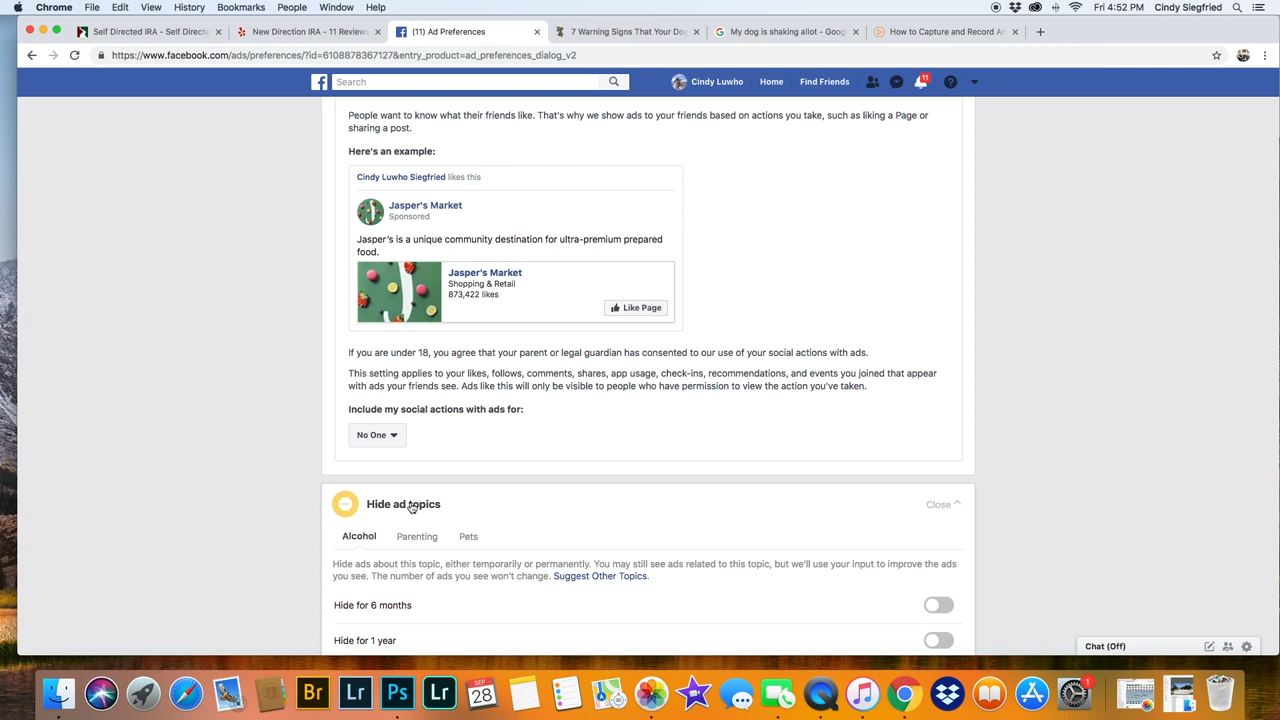 Chrome File Edit View History Bookmarks People Window Help
Fri 4:52 PM Cindy Siegfried
Self Directed IRA - Self Directe
New Direction IRA - 11 Reviews
(11) Ad Preferences
7 Warning Signs That Your Dog
My dog is shaking allot - Goog
How to Capture and Record An
https://www.facebook.com/ads/preferences/?id=6108878367127&entry_product=ad_preferences_dialog_v2
Search
Cindy Luwho Home Find Friends 11
People want to know what their friends like. That's why we show ads to your friends based on actions you take, such as liking a Page or
sharing a post.
Here's an example:
Cindy Luwho Siegfried likes this
Jasper's Market
Sponsored
Jasper's is a unique community destination for ultra-premium prepared
food.
Jasper's Market
Shopping & Retail
873,422 likes
Like Page
If you are under 18, you agree that your parent or legal guardian has consented to our use of your social actions with ads.
This setting applies to your likes, follows, comments, shares, app usage, check-ins, recommendations, and events you joined that appear
with ads your friends see. Ads like this will only be visible to people who have permission to view the action you've taken.
Include my social actions with ads for:
No One
Hide ad topics
Close
Alcohol Parenting Pets
Hide ads about this topic, either temporarily or permanently. You may still see ads related to this topic, but we'll use your input to improve the ads
you see. The number of ads you see won't change. Suggest Other Topics.
Hide for 6 months
Hide for 1 year
Chat (Off)
Br Lr Ps Lr SEP 28 1